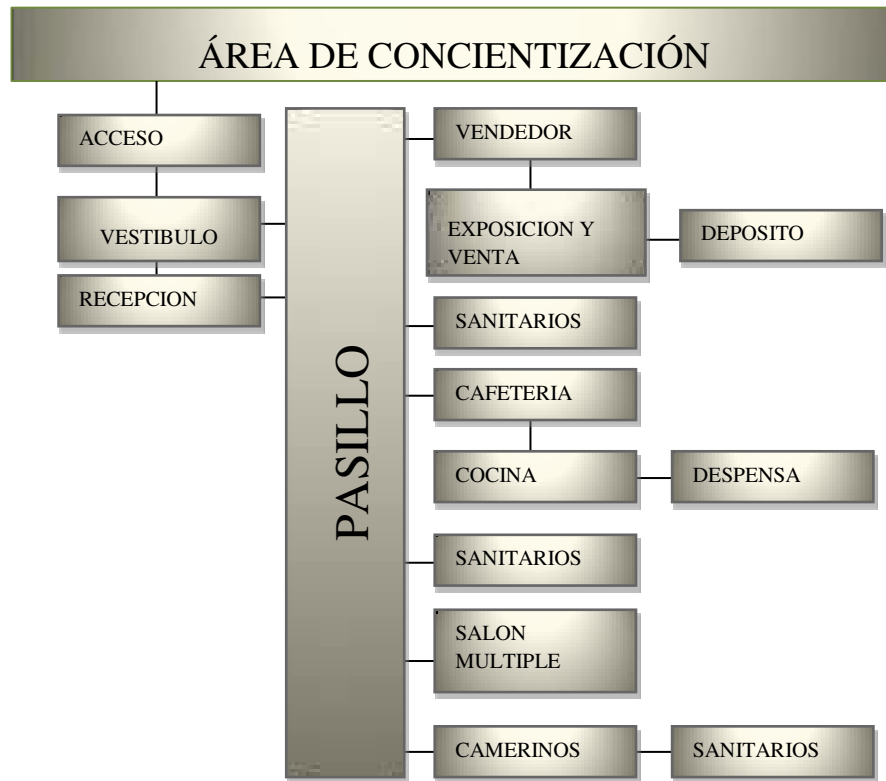 ÁREA DE CONCIENTIZACIÓN
ACCESO
VESTIBULO
RECEPCION
PASILLO
VENDEDOR
EXPOSICION Y
VENTA
DEPOSITO
SANITARIOS
CAFETERIA
COCINA
DESPENSA
SANITARIOS
SALON
MULTIPLE
CAMERINOS
SANITARIOS